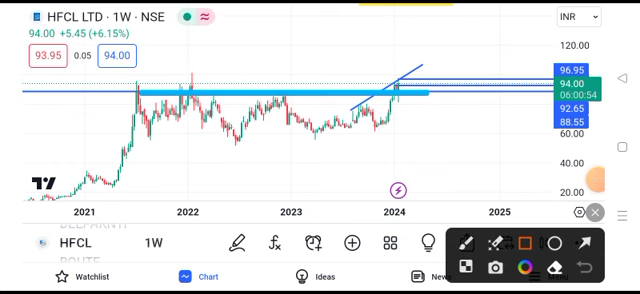 HFCL LTD · 1W · NSE
INR
94.00 +5.45 (+6.15%)
93.95 0.05 94.00
120.00
96.95
94.00
06:00:54
92.65
88.55
60.00
40.00
20.00
2021 2022 2023 2024 2025
HFCL 1W
ROUTE
Watchlist Chart Ideas News